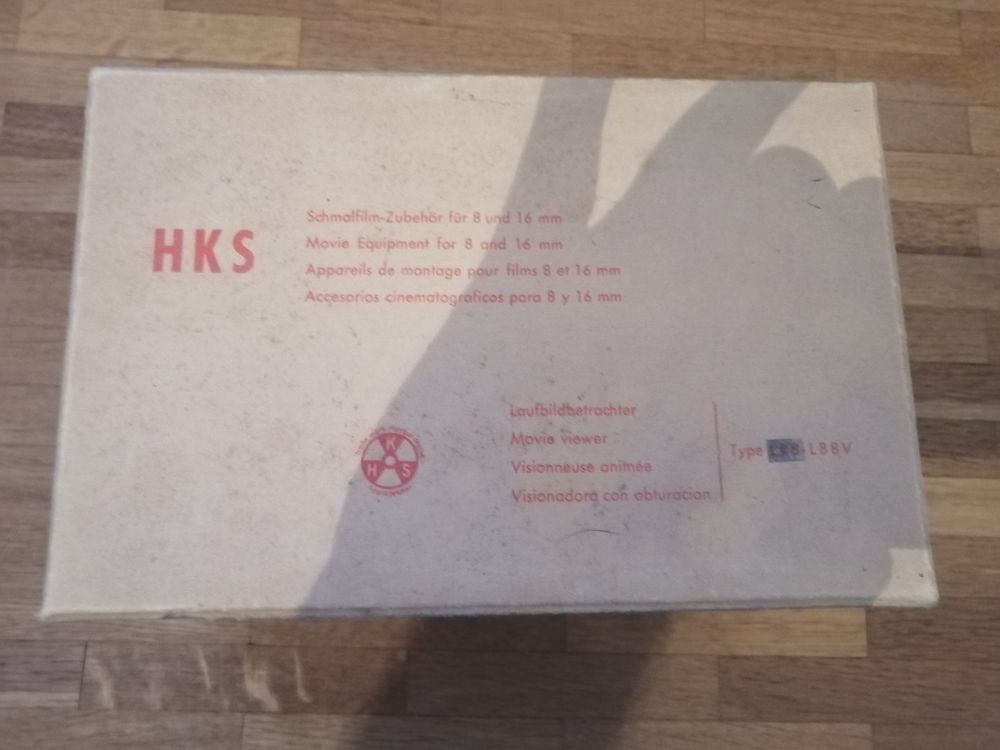 HKS
Schmalfilm-Zubehör für 8 und 16 mm
Movie Equipment for 8 and 16 mm
Appareils de montage pour films 8 et 16 mm
Accesorios cinematograficos para 8 y 16 mm
K
H S
Laufbildbetrachter
Movie viewer
Visionneuse animée
Visionadora con obturacion
Type L88-L88V